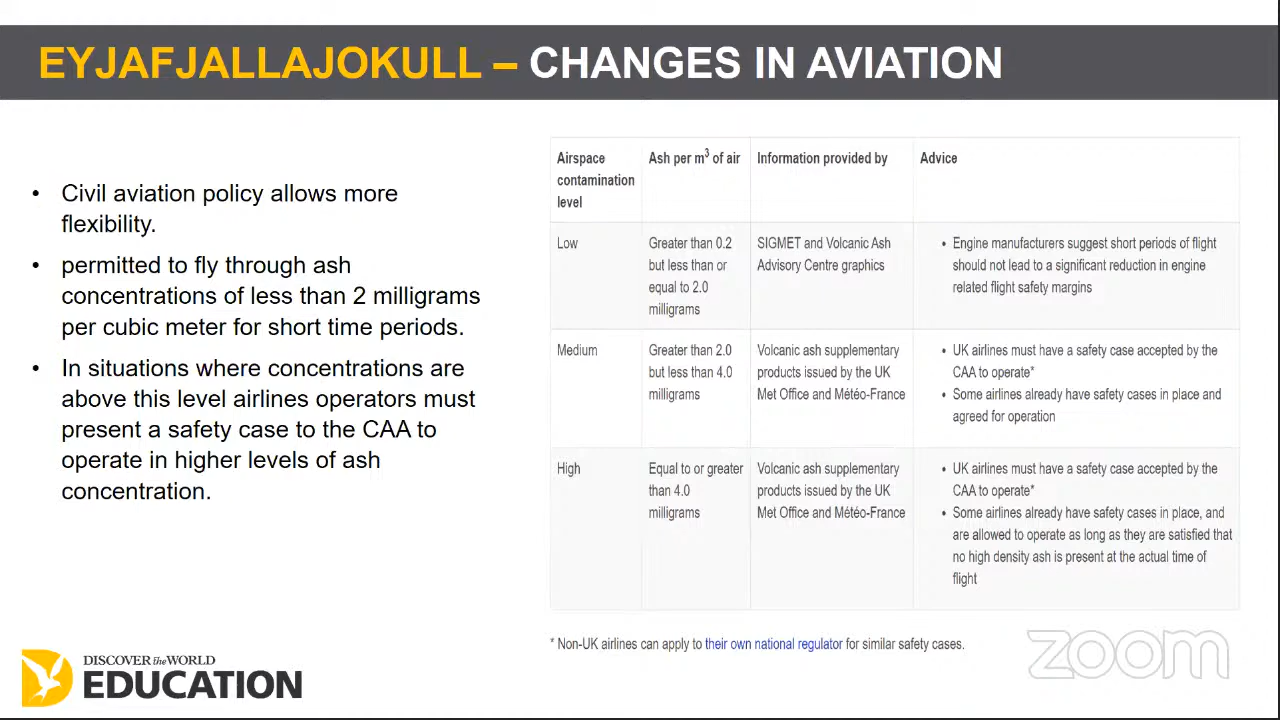 EYJAFJALLAJOKULL – CHANGES IN AVIATION
• Civil aviation policy allows more
flexibility.
• permitted to fly through ash
concentrations of less than 2 milligrams
per cubic meter for short time periods.
• In situations where concentrations are
above this level airlines operators must
present a safety case to the CAA to
operate in higher levels of ash
concentration.
Airspace
contamination
level
Ash per m³ of air
Information provided by
Advice
Low
Greater than 0.2
but less than or
equal to 2.0
milligrams
SIGMET and Volcanic Ash
Advisory Centre graphics
• Engine manufacturers suggest short periods of flight
should not lead to a significant reduction in engine
related flight safety margins
Medium
Greater than 2.0
but less than 4.0
milligrams
Volcanic ash supplementary
products issued by the UK
Met Office and Météo-France
• UK airlines must have a safety case accepted by the
CAA to operate*
• Some airlines already have safety cases in place and
agreed for operation
High
Equal to or greater
than 4.0
milligrams
Volcanic ash supplementary
products issued by the UK
Met Office and Météo-France
• UK airlines must have a safety case accepted by the
CAA to operate*
• Some airlines already have safety cases in place, and
are allowed to operate as long as they are satisfied that
no high density ash is present at the actual time of
flight
* Non-UK airlines can apply to their own national regulator for similar safety cases.
DISCOVER the WORLD
EDUCATION
zoom